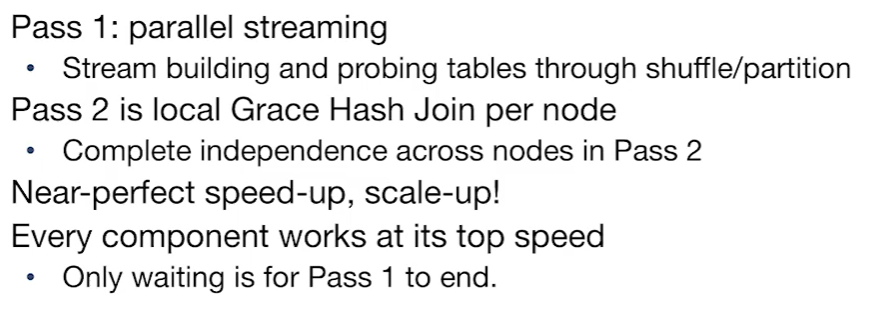 Pass 1: parallel streaming
• Stream building and probing tables through shuffle/partition
Pass 2 is local Grace Hash Join per node
• Complete independence across nodes in Pass 2
Near-perfect speed-up, scale-up!
Every component works at its top speed
• Only waiting is for Pass 1 to end.